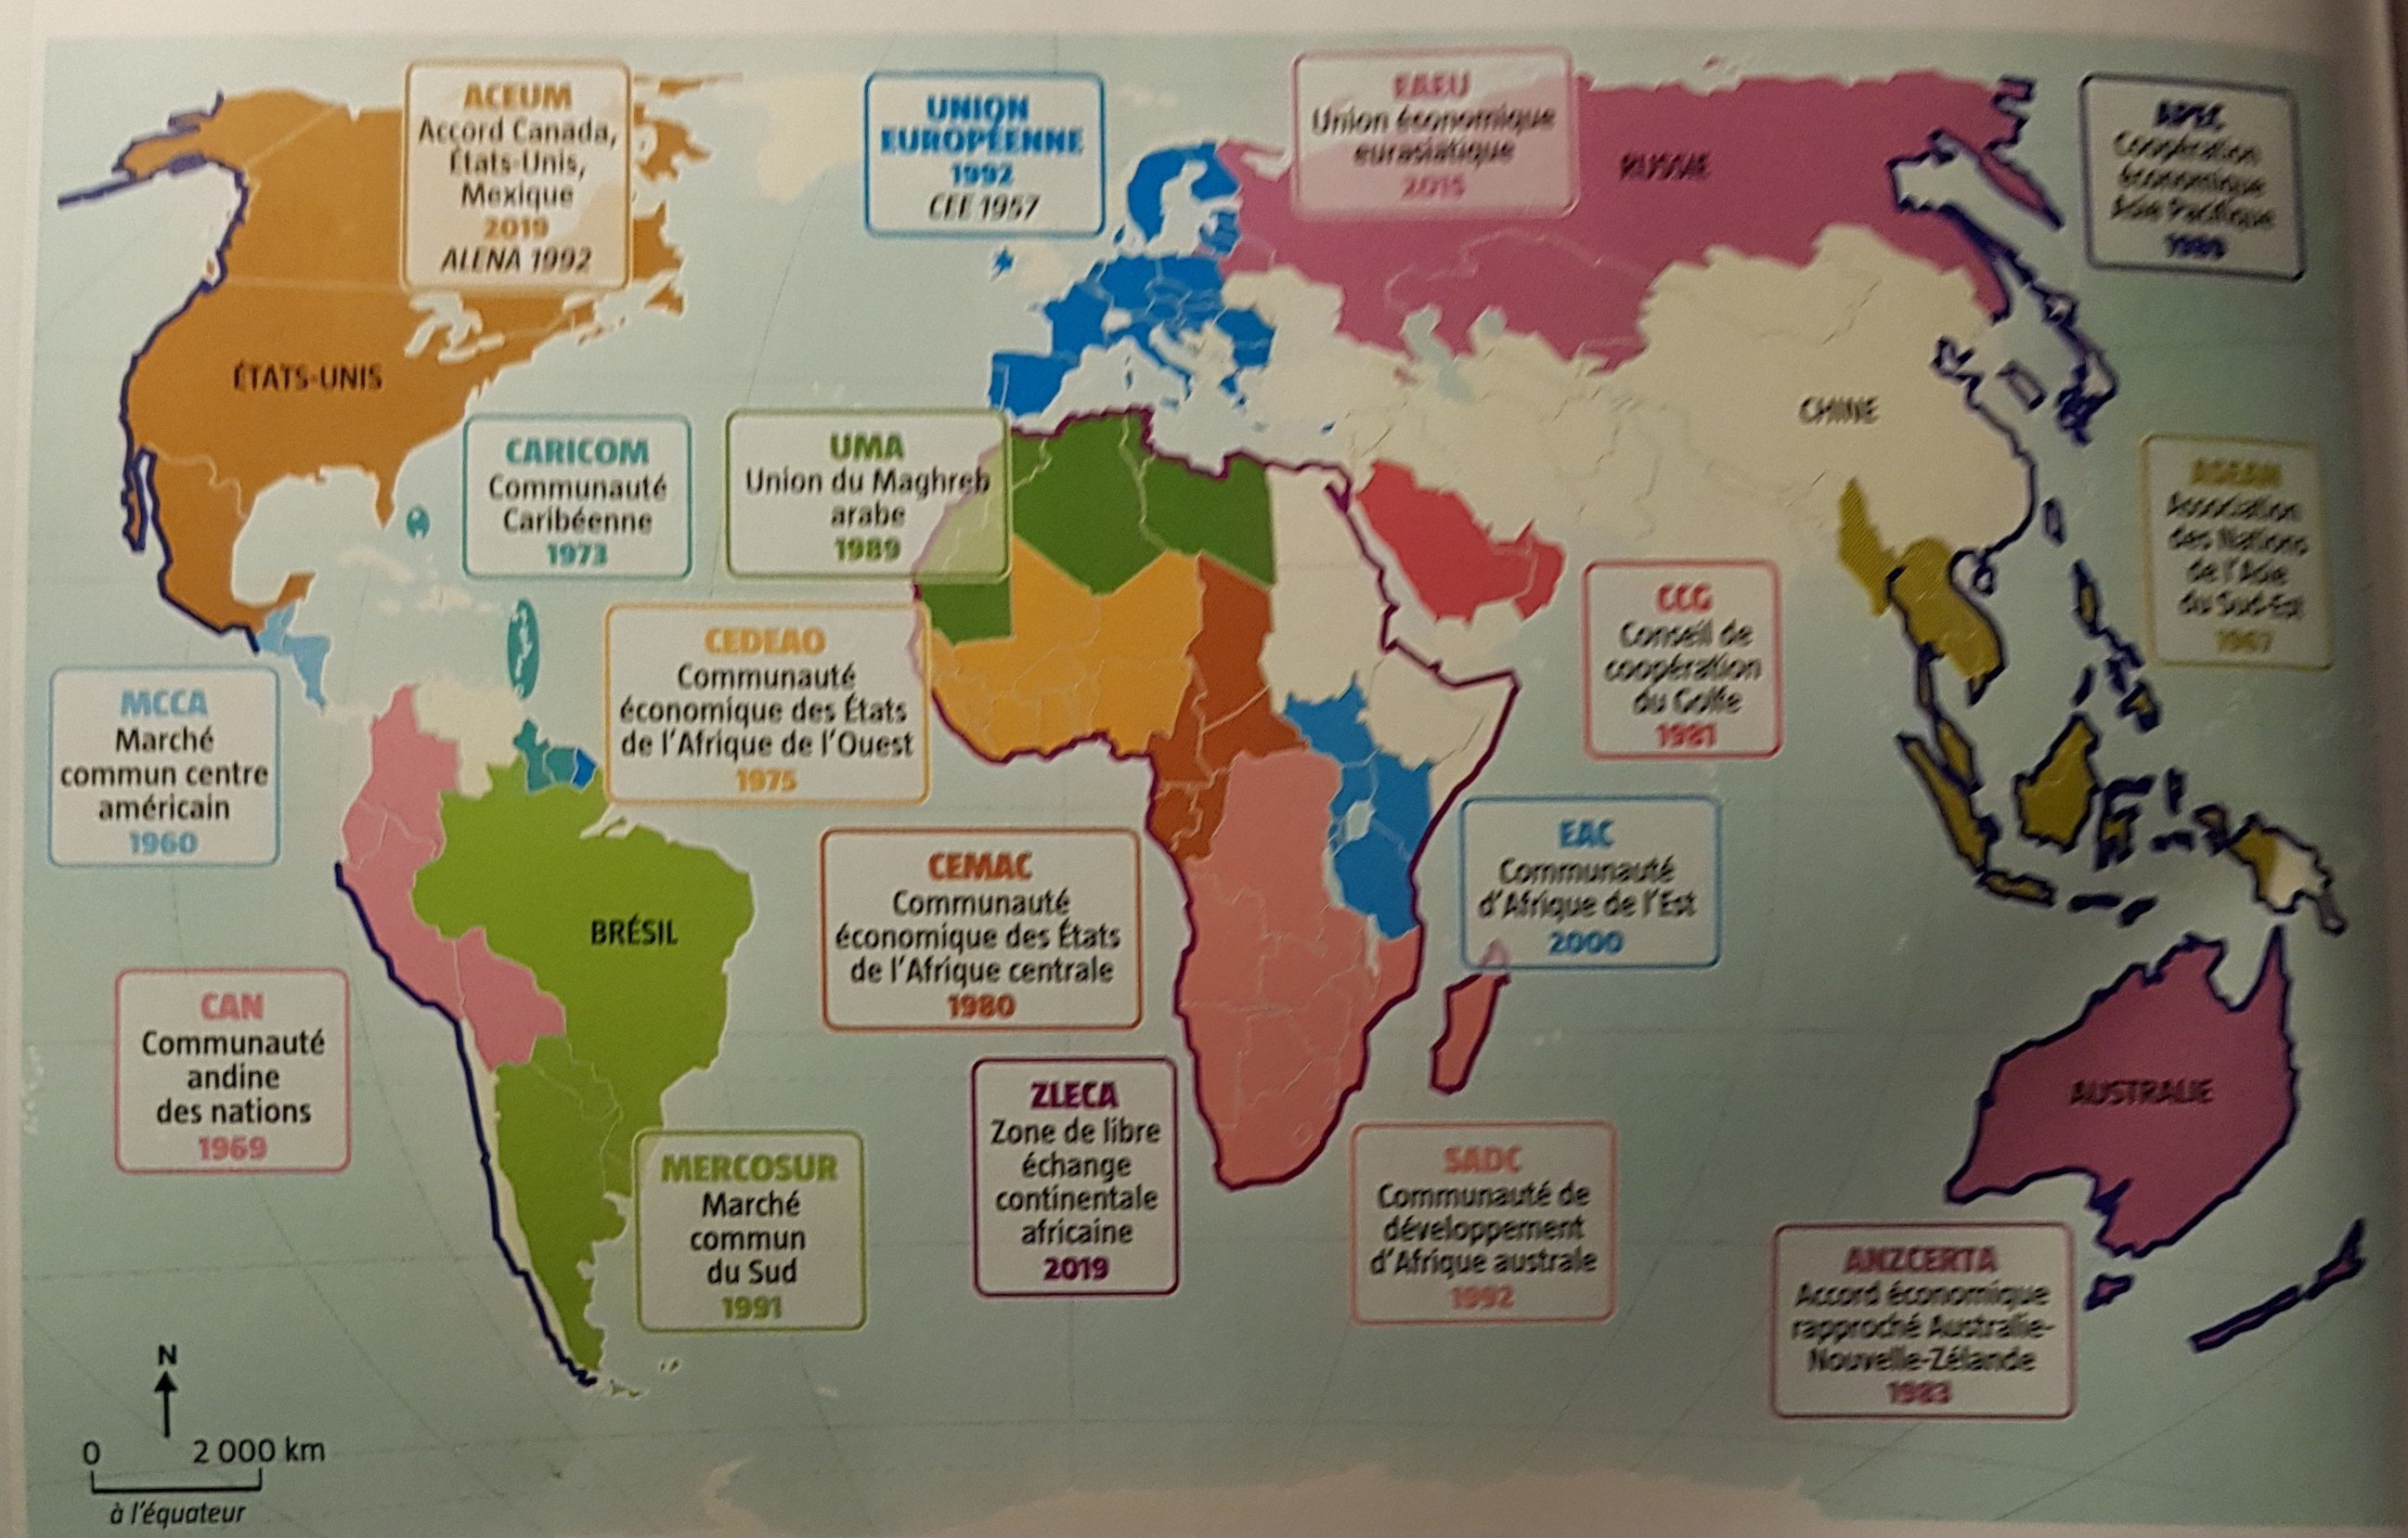 ACEUM
Accord Canada,
États-Unis,
Mexique
2019
ALENA 1992
UNION
EUROPÉENNE
1992
CEE 1957
EAEU
Union économique
eurasiatique
2015
RUSSIE
APEC
Coopération
économique
Asie Pacifique
1989
ÉTATS-UNIS
CHINE
CARICOM
Communauté
Caribéenne
1973
UMA
Union du Maghreb
arabe
1989
ASEAN
Association
des Nations
de l'Asie
du Sud-Est
1967
CCG
Conseil de
coopération
du Golfe
1981
CEDEAO
Communauté
économique des États
de l'Afrique de l'Ouest
1975
MCCA
Marché
commun centre
américain
1960
EAC
Communauté
d'Afrique de l'Est
2000
CEMAC
Communauté
économique des États
de l'Afrique centrale
1980
BRÉSIL
CAN
Communauté
andine
des nations
1969
ZLECA
Zone de libre
échange
continentale
africaine
2019
AUSTRALIE
MERCOSUR
Marché
commun
du Sud
1991
SADC
Communauté de
développement
d'Afrique australe
1992
ANZCERTA
Accord économique
rapproché Australie-
Nouvelle-Zélande
1983
N
0 2 000 km
à l'équateur